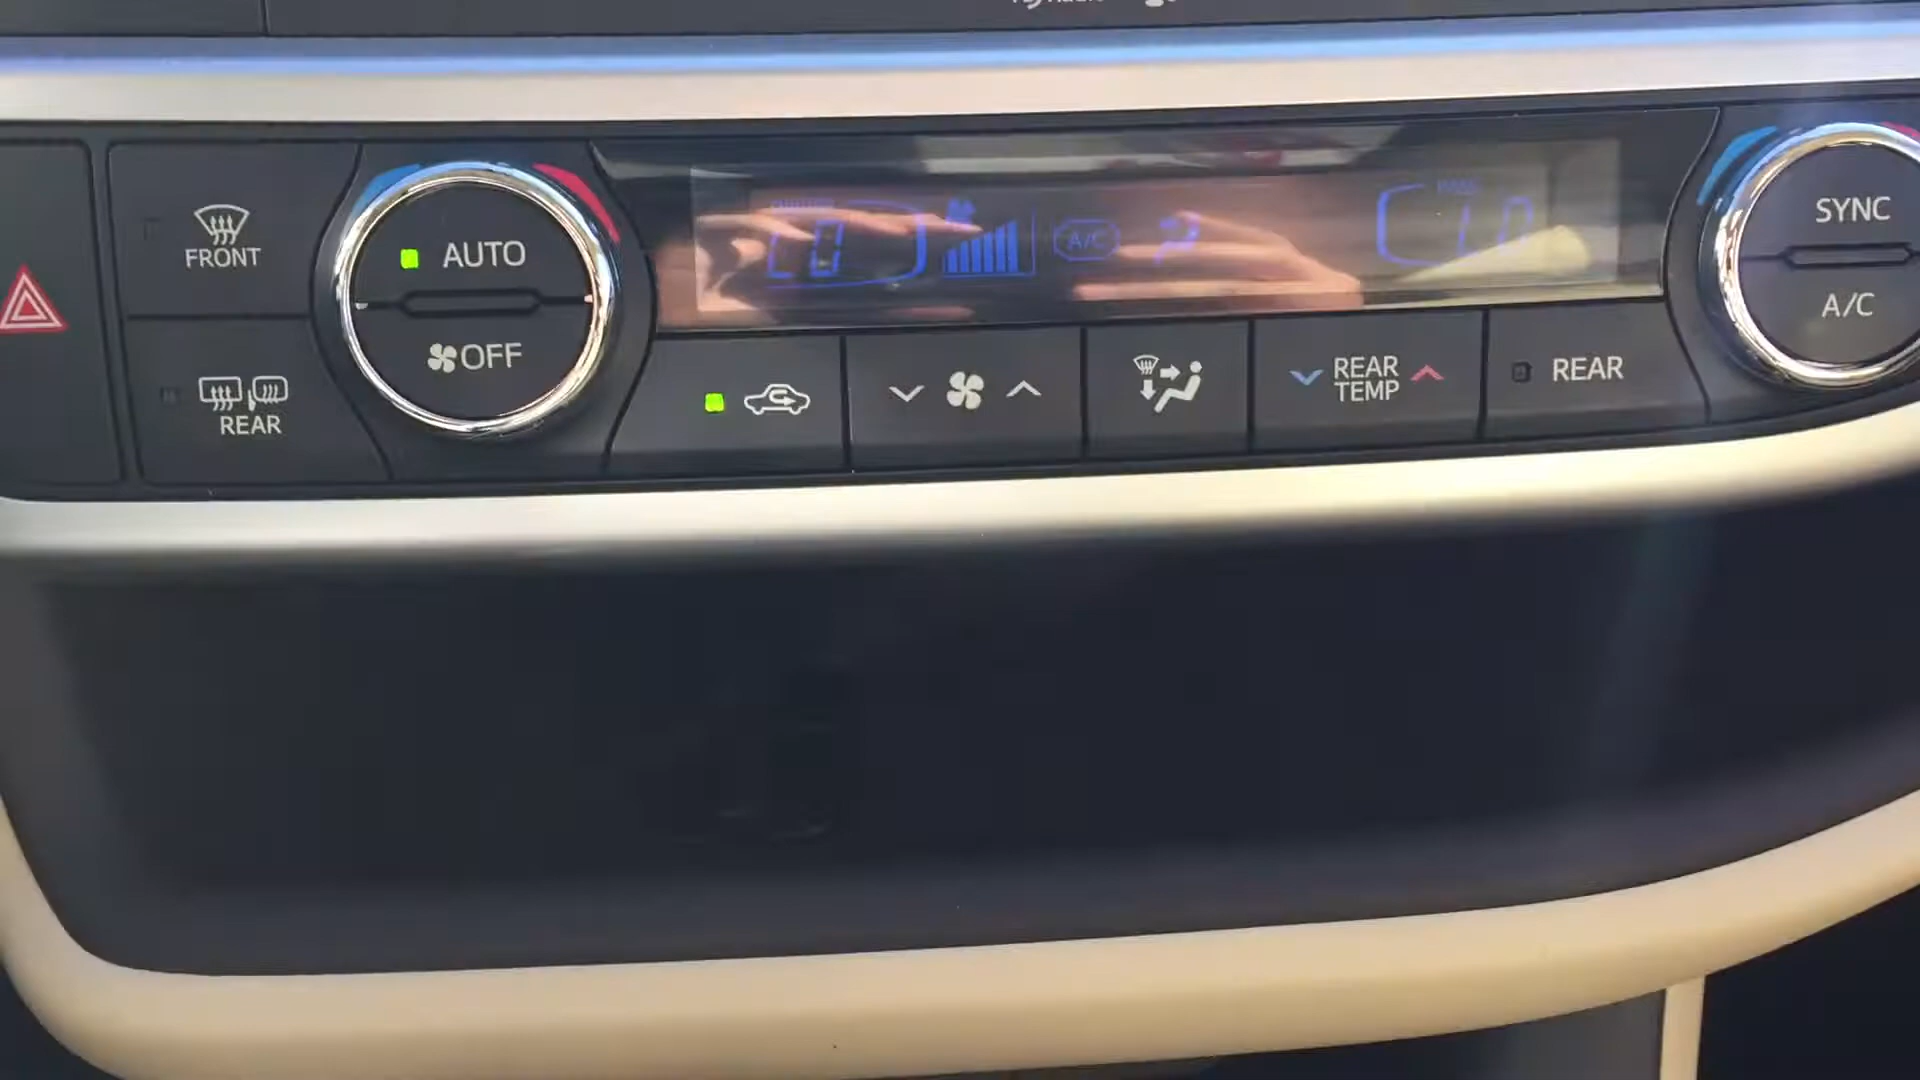 FRONT
AUTO
OFF
REAR
A/C
REAR
TEMP
REAR
SYNC
A/C